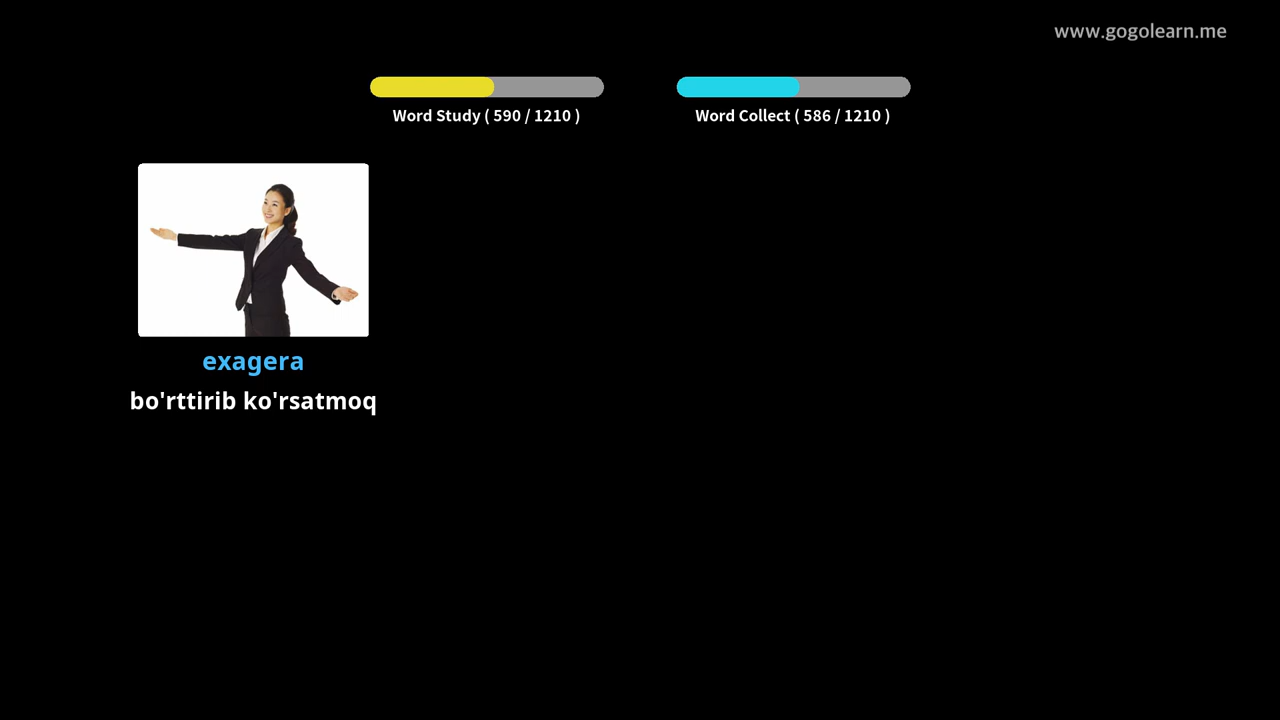 www.gogolearn.me
Word Study ( 590 / 1210 )
Word Collect ( 586 / 1210 )
exagera
bo'rttirib ko'rsatmoq